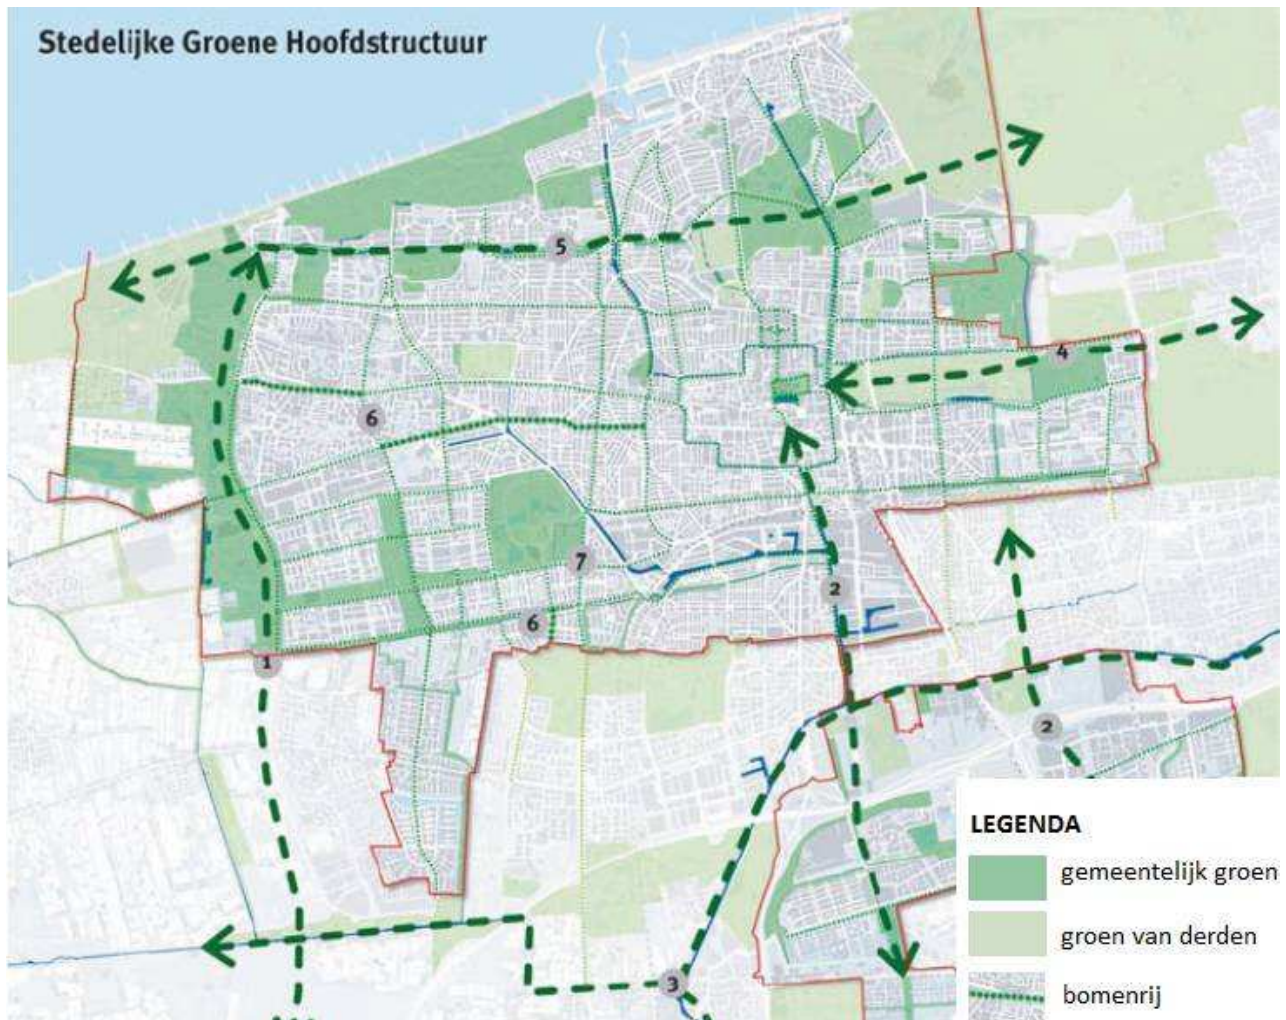 Stedelijke Groene Hoofdstructuur
5
4
6
7
2
6
1
2
3
LEGENDA
gemeentelijk groen
groen van derden
bomenrij